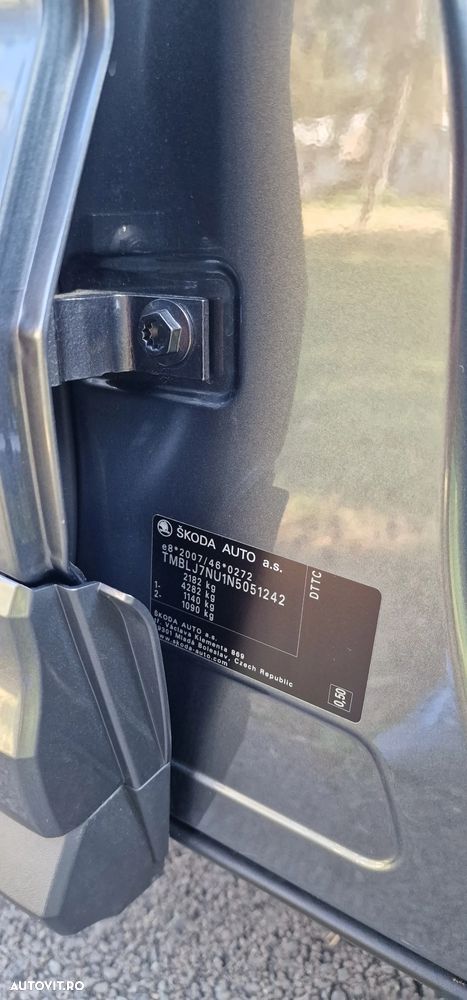 ŠKODA AUTO a.s.
e8*2007/46*0272
TMBLJ7NU1N5051242
2182 kg
1- 4282 kg
2- 1140 kg
1090 kg
ŠKODA AUTO a.s.
tř. Václava Klementa 869
29301 Mladá Boleslav, Czech Republic
www.skoda-auto.com
DTTC
0,50
AUTOVIT.RO